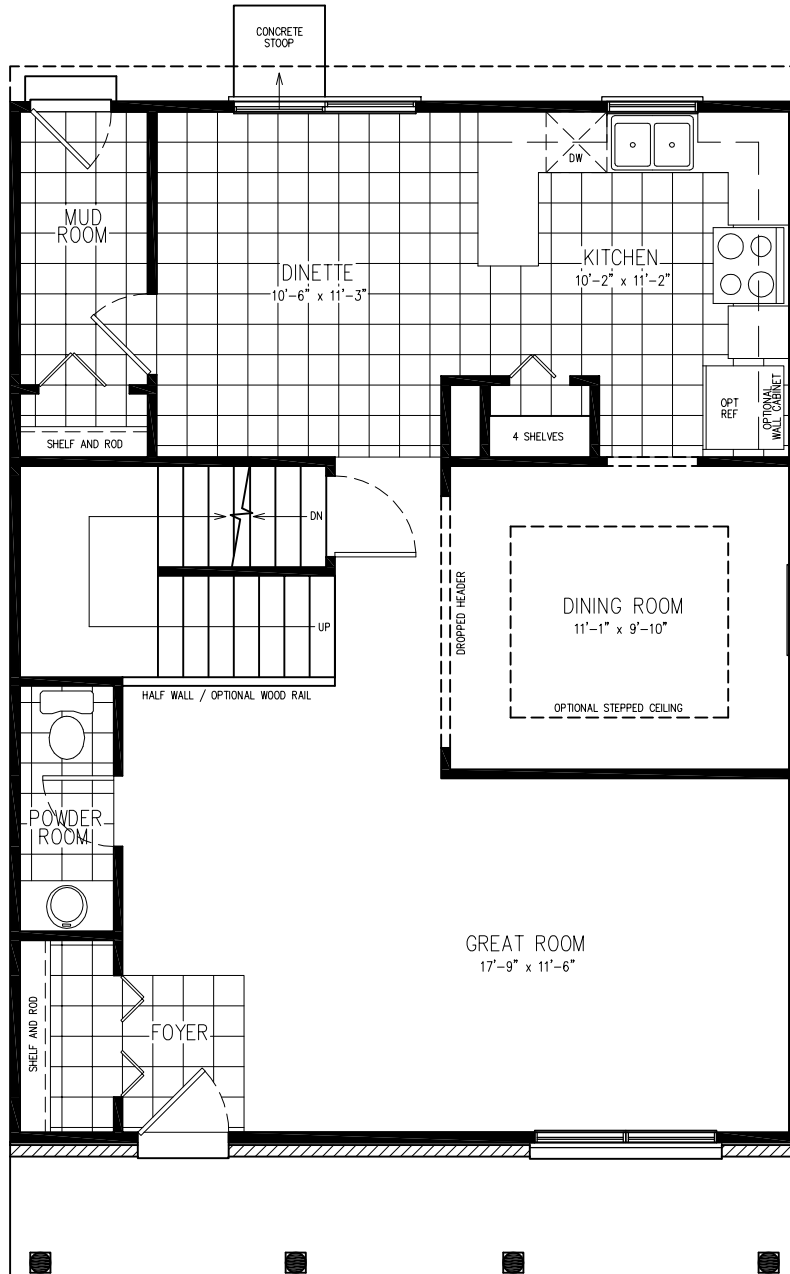 CONCRETE
STOOP
DW
MUD
ROOM
KITCHEN
10'-2" x 11'-2"
DINETTE
10'-6" x 11'-3"
OPT
REF
OPTIONAL
WALL CABINET
SHELF AND ROD
4 SHELVES
DN
DROPPED HEADER
DINING ROOM
11'-1" x 9'-10"
UP
HALF WALL / OPTIONAL WOOD RAIL
OPTIONAL STEPPED CEILING
POWDER
ROOM
GREAT ROOM
17'-9" x 11'-6"
SHELF AND ROD
FOYER